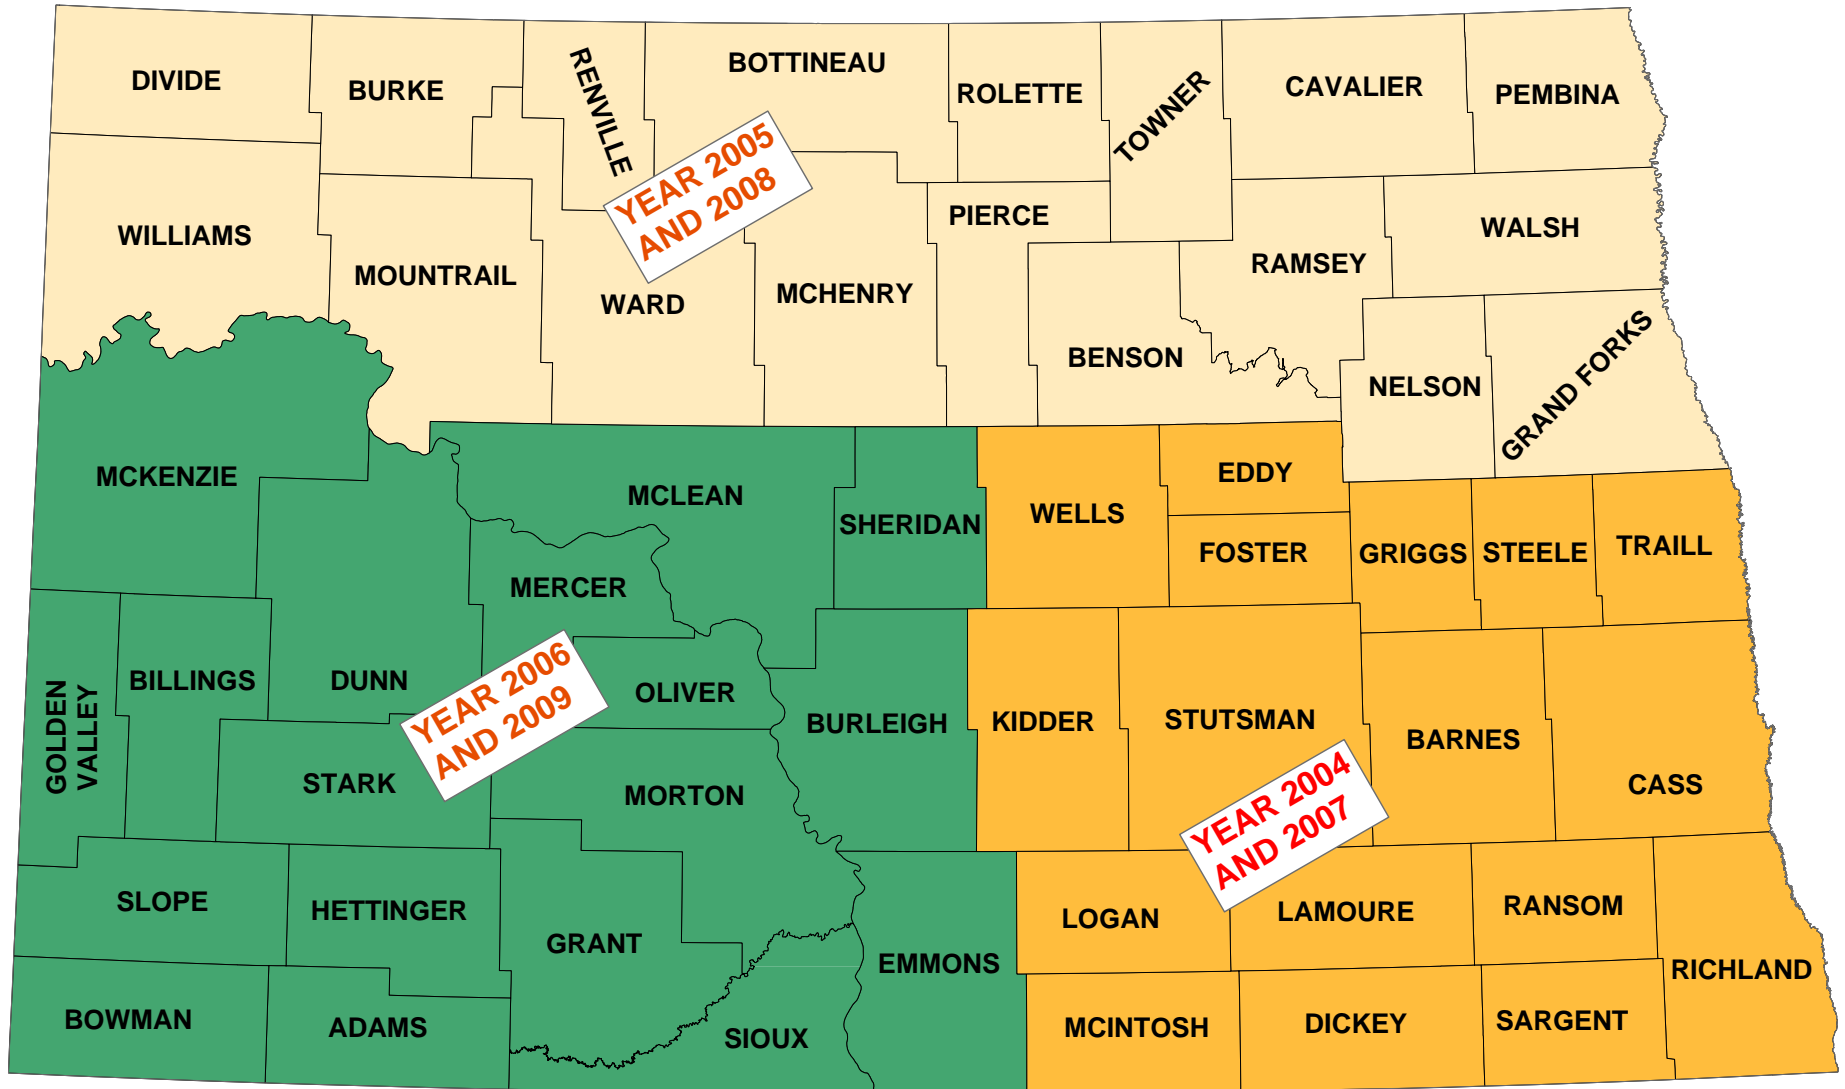 DIVIDE
BURKE
RENVILLE
BOTTINEAU
ROLETTE
TOWNER
CAVALIER
PEMBINA
WILLIAMS
MOUNTRAIL
YEAR 2005
AND 2008
WARD
MCHENRY
PIERCE
BENSON
RAMSEY
WALSH
NELSON
GRAND FORKS
MCKENZIE
MCLEAN
SHERIDAN
WELLS
EDDY
FOSTER
GRIGGS
STEELE
TRAILL
MERCER
GOLDEN
VALLEY
BILLINGS
DUNN
YEAR 2006
AND 2009
OLIVER
BURLEIGH
KIDDER
STUTSMAN
BARNES
CASS
STARK
MORTON
YEAR 2004
AND 2007
SLOPE
HETTINGER
GRANT
EMMONS
LOGAN
LAMOURE
RANSOM
RICHLAND
BOWMAN
ADAMS
SIOUX
MCINTOSH
DICKEY
SARGENT